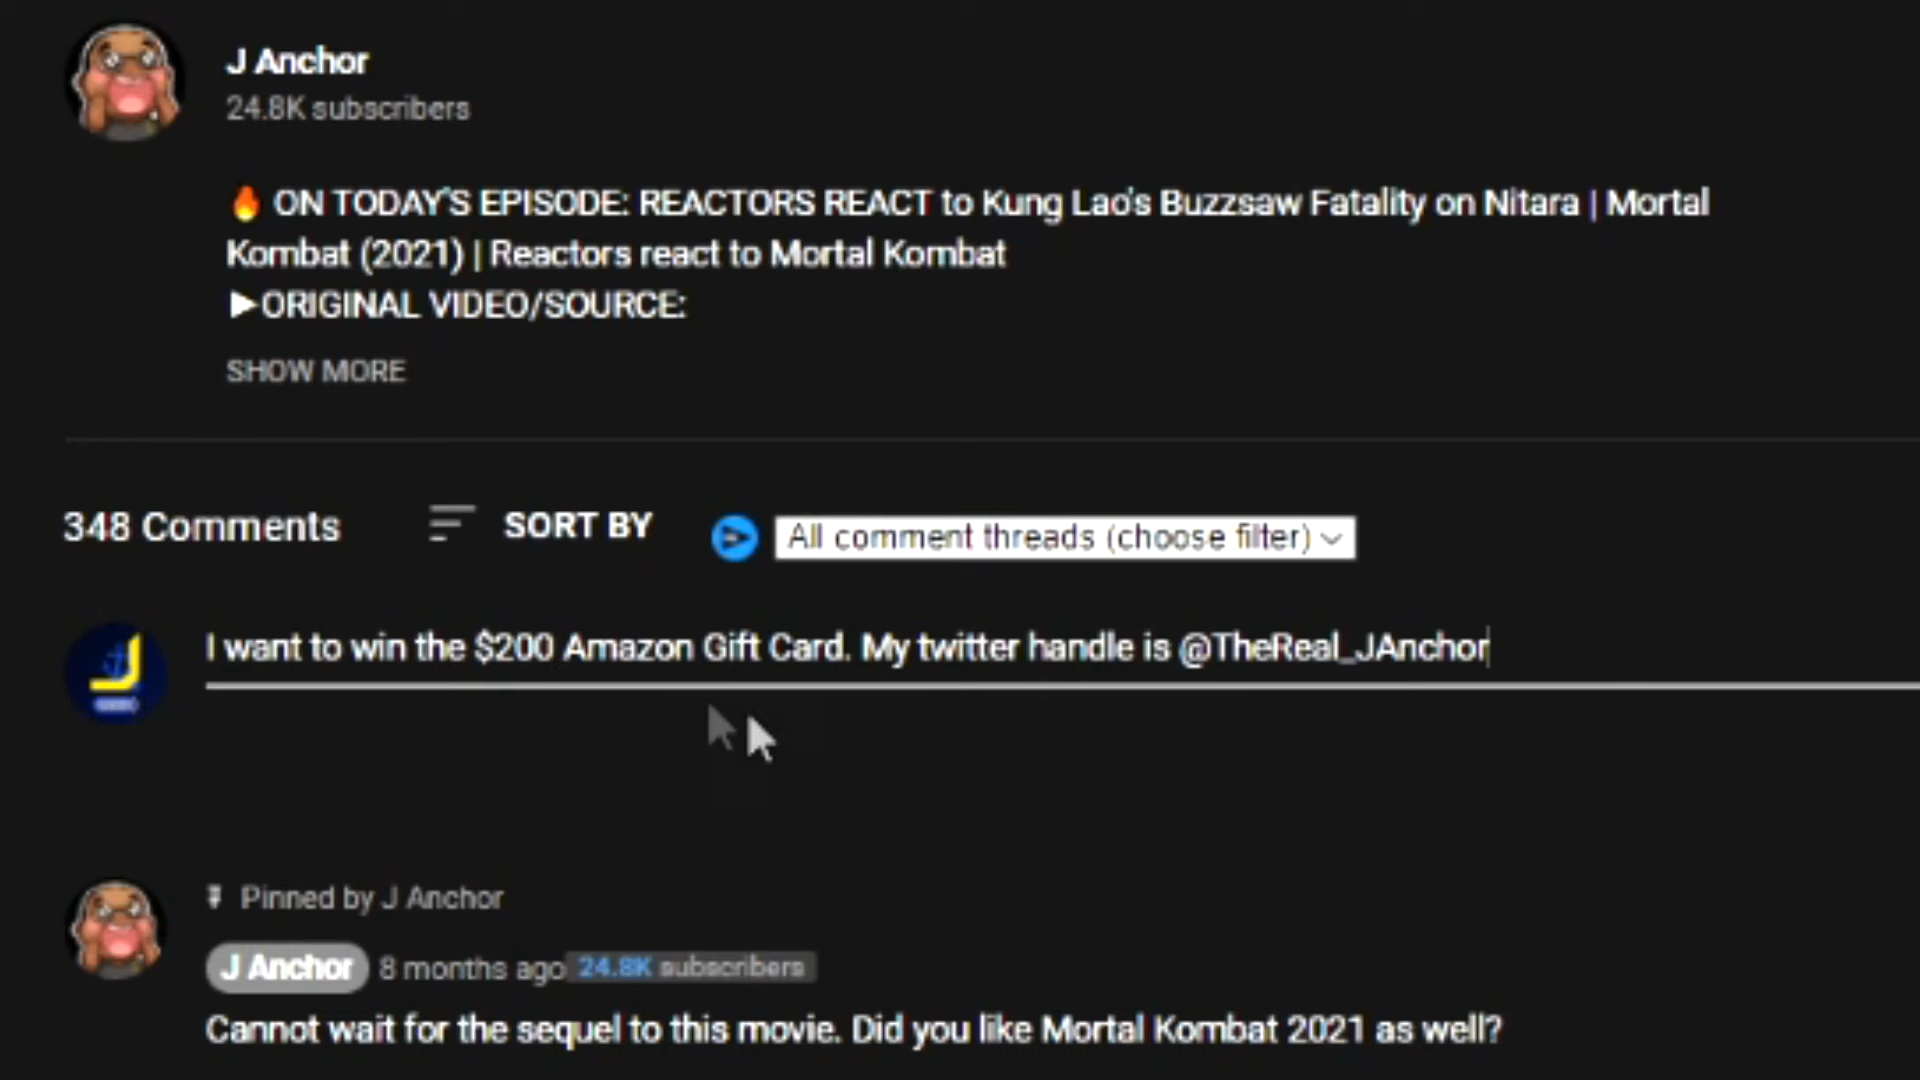 J Anchor
24.8K subscribers
🔥 ON TODAY'S EPISODE: REACTORS REACT to Kung Lao's Buzzsaw Fatality on Nitara | Mortal
Kombat (2021) | Reactors react to Mortal Kombat
▶ORIGINAL VIDEO/SOURCE:
SHOW MORE
348 Comments SORT BY All comment threads (choose filter)
I want to win the $200 Amazon Gift Card. My twitter handle is @TheReal_JAnchor
Pinned by J Anchor
J Anchor 8 months ago 24.8K subscribers
Cannot wait for the sequel to this movie. Did you like Mortal Kombat 2021 as well?